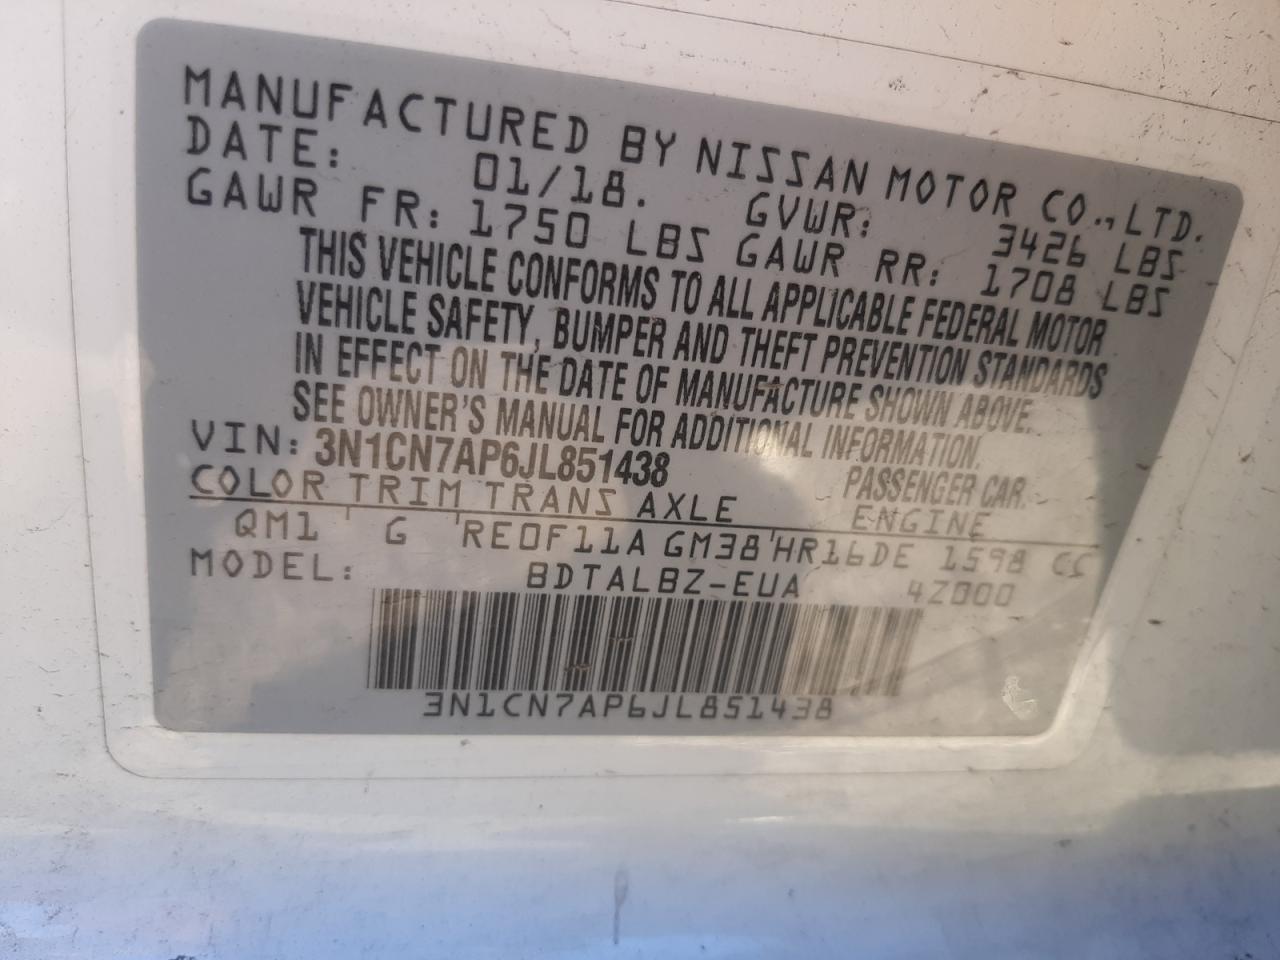 MANUFACTURED BY NISSAN MOTOR CO., LTD.
DATE: 01/18. GVWR: 3426 LBS
GAWR FR: 1750 LBS GAWR RR: 1708 LBS
THIS VEHICLE CONFORMS TO ALL APPLICABLE FEDERAL MOTOR
VEHICLE SAFETY, BUMPER AND THEFT PREVENTION STANDARDS
IN EFFECT ON THE DATE OF MANUFACTURE SHOWN ABOVE.
SEE OWNER'S MANUAL FOR ADDITIONAL INFORMATION.
VIN: 3N1CN7AP6JL851438 PASSENGER CAR.
COLOR TRIM TRANS AXLE ENGINE
QM1 G RE0F11A GM38 HR16DE 1598 CC
MODEL: BDTALBZ-EUA 4Z000
3N1CN7AP6JL851438